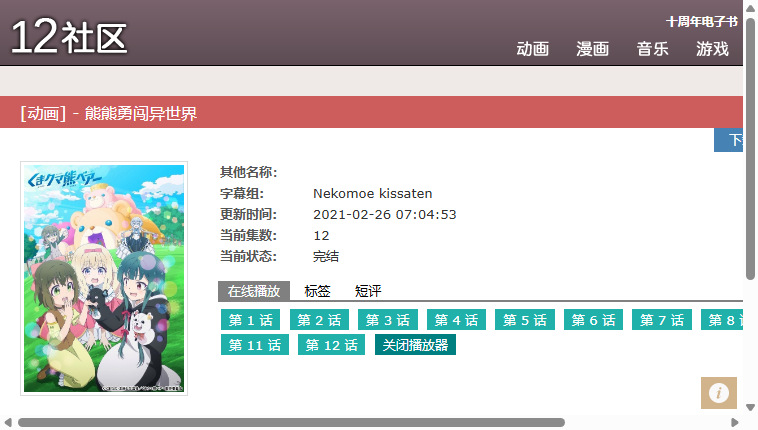 12社区
十周年电子书
动画 漫画 音乐 游戏
[动画] - 熊熊勇闯异世界
其他名称:
字幕组: Nekomoe kissaten
更新时间: 2021-02-26 07:04:53
当前集数: 12
当前状态: 完结
くまクマ熊ベアー
在线播放 标签 短评
第 1 话 第 2 话 第 3 话 第 4 话 第 5 话 第 6 话 第 7 话 第 8
第 11 话 第 12 话 关闭播放器
i